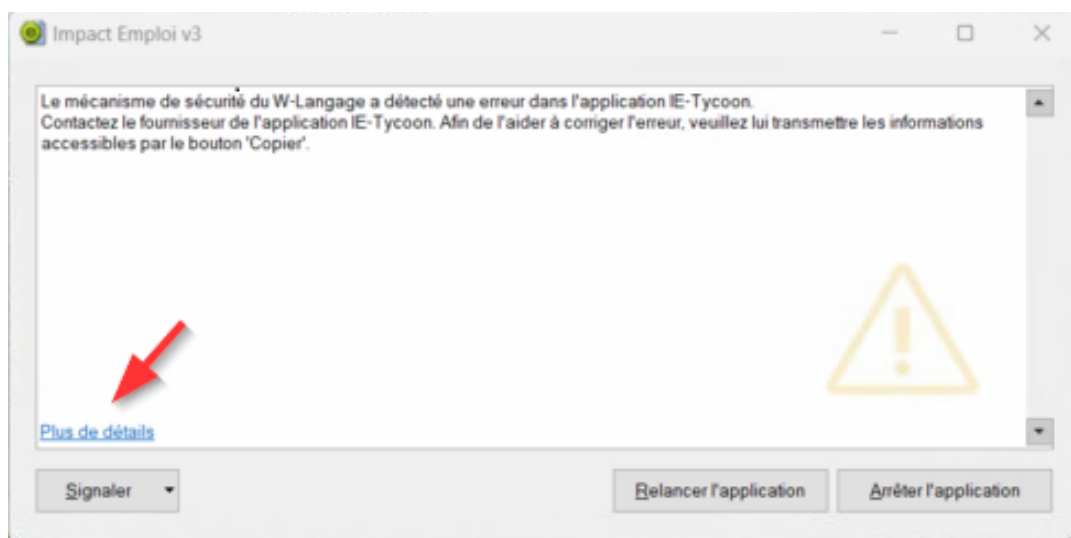 Impact Emploi v3
Le mécanisme de sécurité du W-Langage a détecté une erreur dans l'application IE-Tycoon.
Contactez le fournisseur de l'application IE-Tycoon. Afin de l'aider à corriger l'erreur, veuillez lui transmettre les informations
accessibles par le bouton 'Copier'.
Plus de détails
Signaler
Relancer l'application
Arrêter l'application